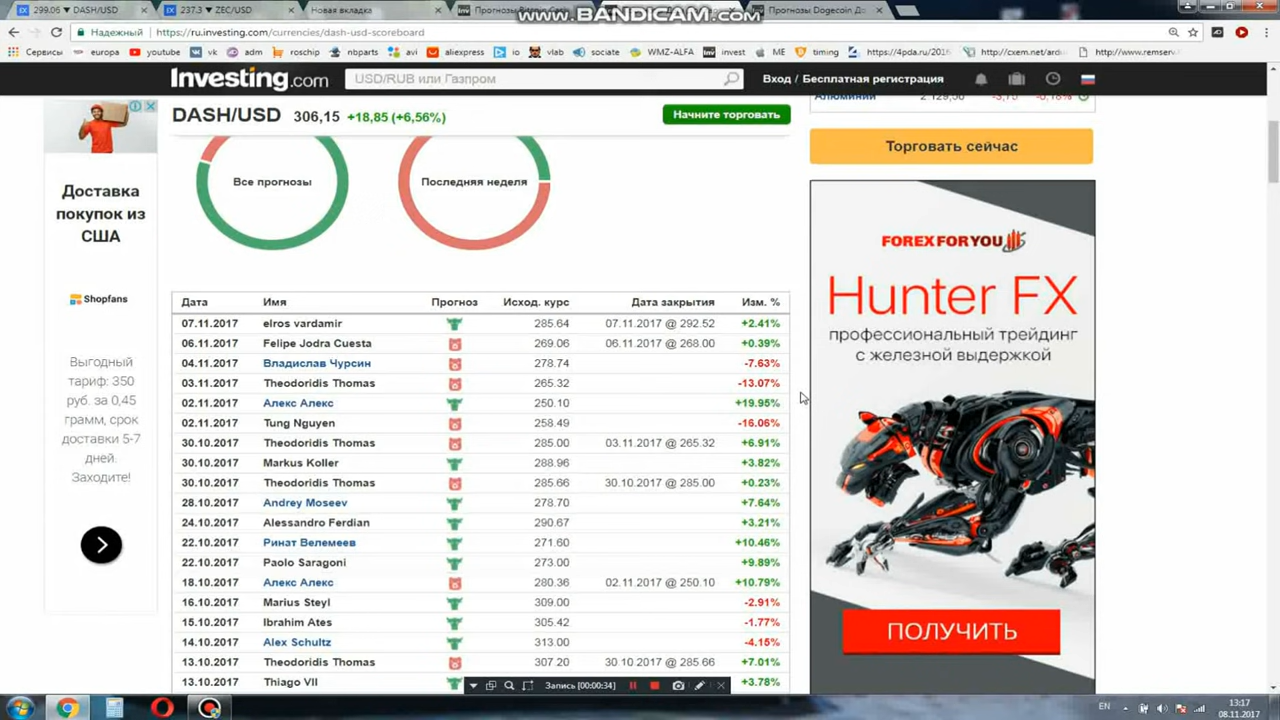 299.06 ▼ DASH/USD
237.3 ▼ ZEC/USD
Новая вкладка
Прогнозы Dogecoin До
www.BANDICAM.com
Надежный
https://ru.investing.com/currencies/dash-usd-scoreboard
Сервисы
europa
youtube
vk
adm
roschip
nbparts
avi
aliexpress
io
vlab
sociate
WMZ-ALFA
invest
ME
timing
https://4pda.ru/201
http://cxem.net/ard
http://www.remser
Investing.com
USD/RUB или Газпром
Вход / Бесплатная регистрация
DASH/USD 306,15 +18,85 (+6,56%)
Начните торговать
Алюминий 2 129,50 -3,75 -0,18%
Торговать сейчас
Доставка
покупок из
США
Shopfans
Выгодный
тариф: 350
руб. за 0,45
грамм, срок
доставки 5-7
дней.
Заходите!
Все прогнозы
Последняя неделя
Дата Имя Прогноз Исход. курс Дата закрытия Изм. %
07.11.2017 elros vardamir 285.64 07.11.2017 @ 292.52 +2.41%
06.11.2017 Felipe Jodra Cuesta 269.06 06.11.2017 @ 268.00 +0.39%
04.11.2017 Владислав Чурсин 278.74 -7.63%
03.11.2017 Theodoridis Thomas 265.32 -13.07%
02.11.2017 Алекс Алекс 250.10 +19.95%
02.11.2017 Tung Nguyen 258.49 -16.06%
30.10.2017 Theodoridis Thomas 285.00 03.11.2017 @ 265.32 +6.91%
30.10.2017 Markus Koller 288.96 +3.82%
30.10.2017 Theodoridis Thomas 285.66 30.10.2017 @ 285.00 +0.23%
28.10.2017 Andrey Moseev 278.70 +7.64%
24.10.2017 Alessandro Ferdian 290.67 +3.21%
22.10.2017 Ринат Велемеев 271.60 +10.46%
22.10.2017 Paolo Saragoni 273.00 +9.89%
18.10.2017 Алекс Алекс 280.36 02.11.2017 @ 250.10 +10.79%
16.10.2017 Marius Steyl 309.00 -2.91%
15.10.2017 Ibrahim Ates 305.42 -1.77%
14.10.2017 Alex Schultz 313.00 -4.15%
13.10.2017 Theodoridis Thomas 307.20 30 10 2017 @ 285.66 +7.01%
13.10.2017 Thiago VII +3.78%
FOREXFORYOU
Hunter FX
профессиональный трейдинг
с железной выдержкой
ПОЛУЧИТЬ
Запись [00:00:34]
EN
13:17
08.11.2017